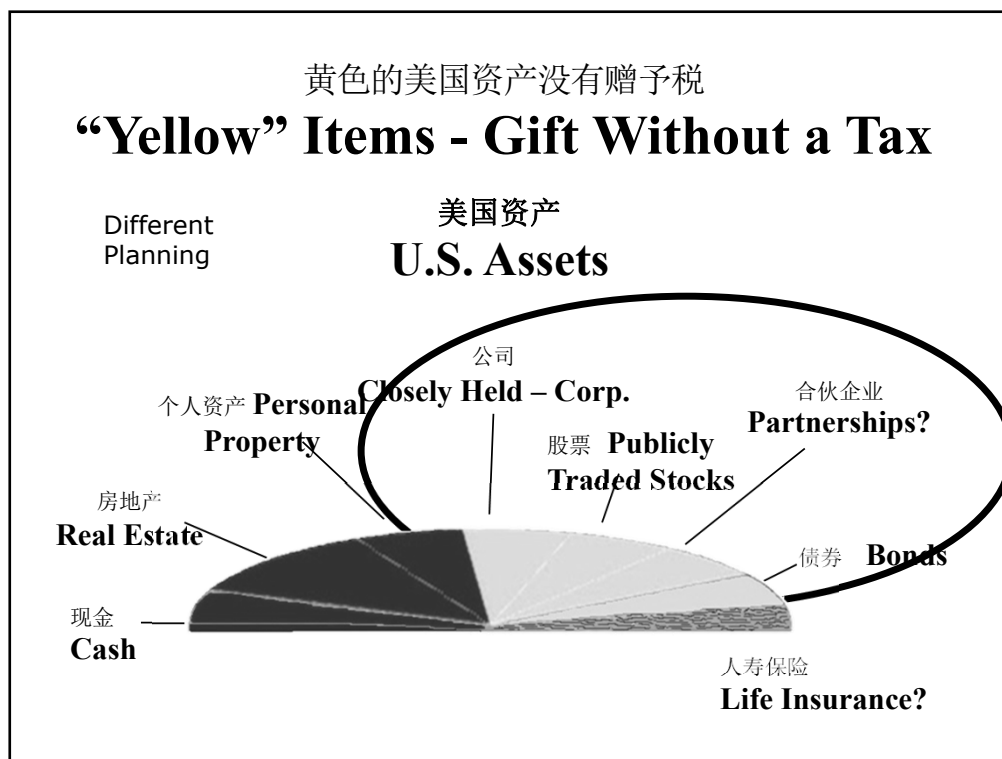 黄色的美国资产没有赠予税
“Yellow” Items - Gift Without a Tax
Different
Planning
美国资产
U.S. Assets
公司
Closely Held – Corp.
个人资产 Personal
Property
合伙企业
Partnerships?
股票 Publicly
Traded Stocks
房地产
Real Estate
债券 Bonds
现金
Cash
人寿保险
Life Insurance?